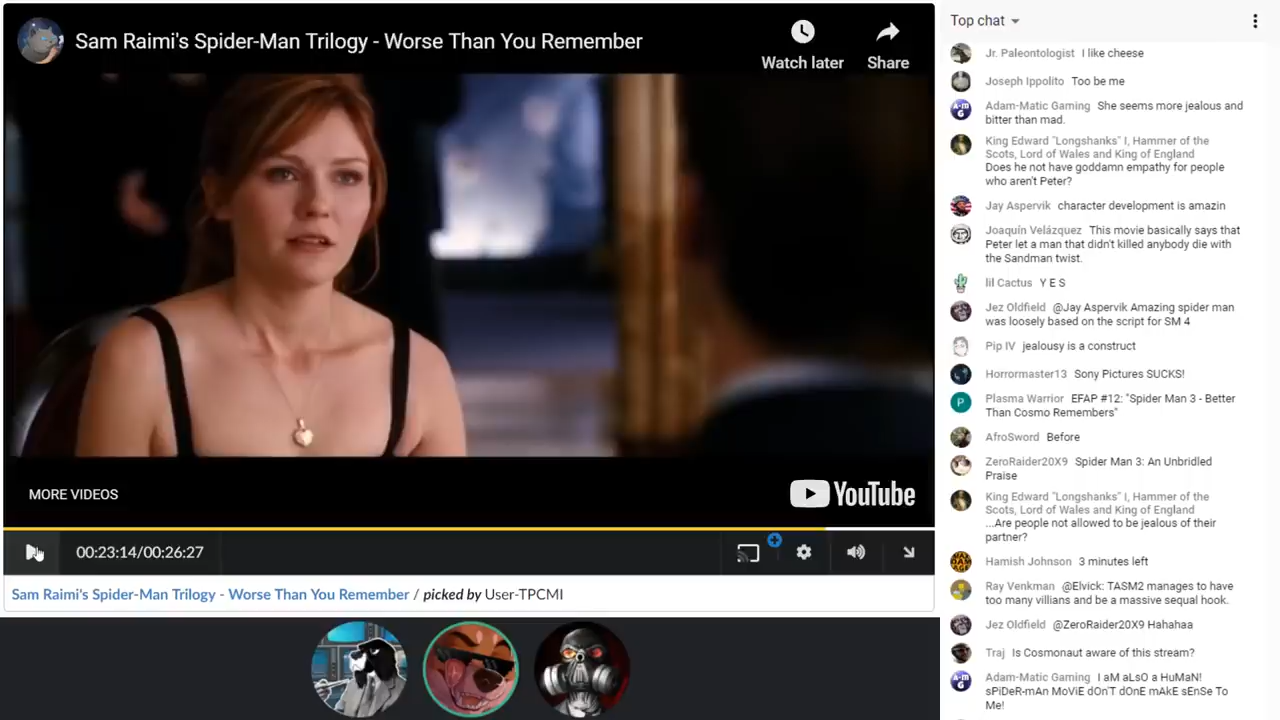 Sam Raimi's Spider-Man Trilogy - Worse Than You Remember
Watch later
Share
MORE VIDEOS
YouTube
00:23:14/00:26:27
Sam Raimi's Spider-Man Trilogy - Worse Than You Remember / picked by User-TPCMI
Top chat
Jr. Paleontologist I like cheese
Joseph Ippolito Too be me
Adam-Matic Gaming She seems more jealous and
bitter than mad.
King Edward "Longshanks" I, Hammer of the
Scots, Lord of Wales and King of England
Does he not have goddamn empathy for people
who aren't Peter?
Jay Aspervik character development is amazin
Joaquín Velázquez This movie basically says that
Peter let a man that didn't killed anybody die with
the Sandman twist.
lil Cactus Y E S
Jez Oldfield @Jay Aspervik Amazing spider man
was loosely based on the script for SM 4
Pip IV jealousy is a construct
Horrormaster13 Sony Pictures SUCKS!
P
Plasma Warrior EFAP #12: "Spider Man 3 - Better
Than Cosmo Remembers"
AfroSword Before
ZeroRaider20X9 Spider Man 3: An Unbridled
Praise
King Edward "Longshanks" I, Hammer of the
Scots, Lord of Wales and King of England
...Are people not allowed to be jealous of their
partner?
Hamish Johnson 3 minutes left
Ray Venkman @Elvick: TASM2 manages to have
too many villians and be a massive sequal hook.
Jez Oldfield @ZeroRaider20X9 Hahahaa
Traj Is Cosmonaut aware of this stream?
Adam-Matic Gaming I aM aLsO a HuMaN!
sPiDeR-mAn MoViE dOn'T dOnE mAkE sEnSe To
Me!